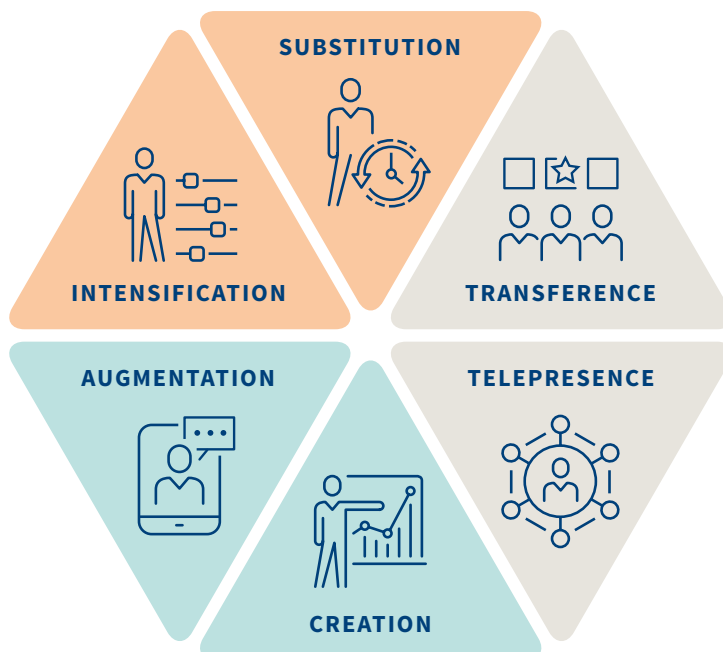 SUBSTITUTION
INTENSIFICATION
TRANSFERENCE
AUGMENTATION
TELEPRESENCE
CREATION